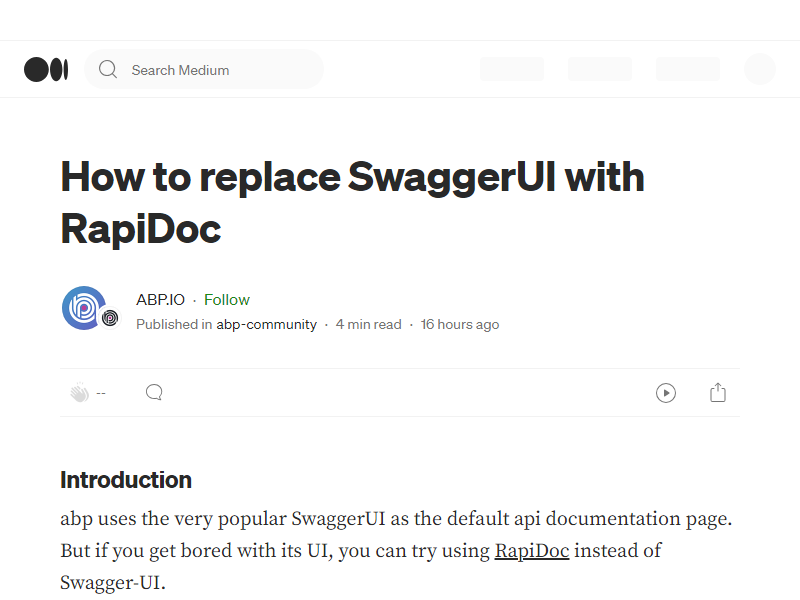 Search Medium
How to replace SwaggerUI with
RapiDoc
ABP.IO · Follow
Published in abp-community · 4 min read · 16 hours ago
--
Introduction
abp uses the very popular SwaggerUI as the default api documentation page.
But if you get bored with its UI, you can try using RapiDoc instead of
Swagger-UI.